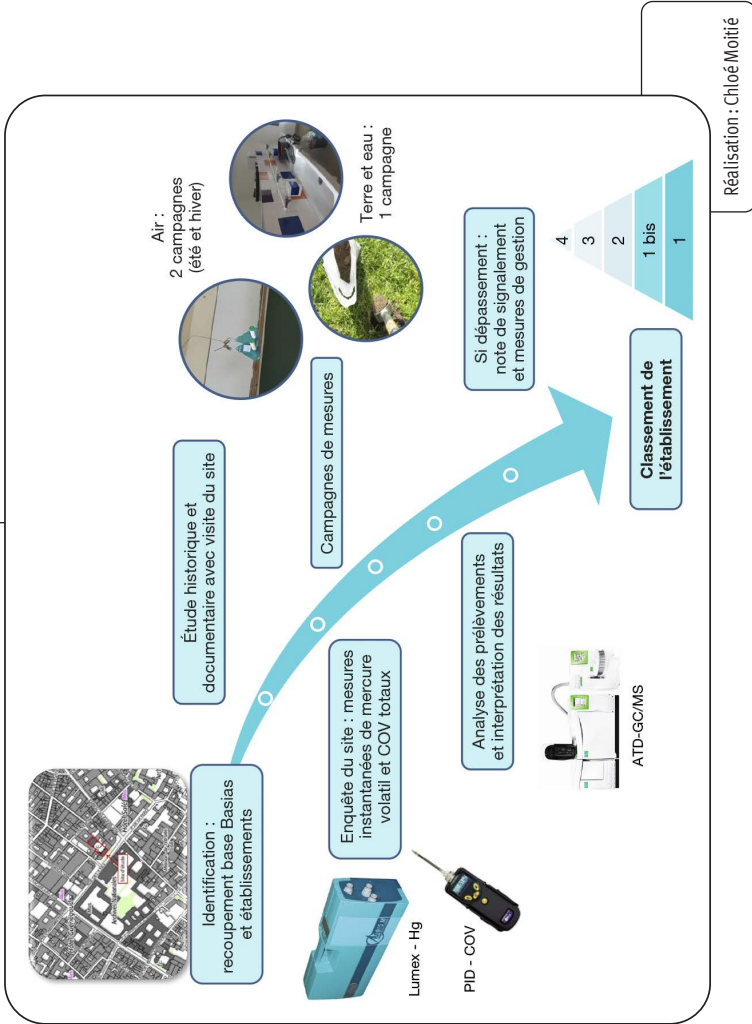 Identification :
recoupement base Basias
et établissements
Étude historique et
documentaire avec visite du site
Enquête du site : mesures
instantanées de mercure
volatil et COV totaux
Lumex - Hg
PID - COV
Campagnes de mesures
Air :
2 campagnes
(été et hiver)
Terre et eau :
1 campagne
Analyse des prélèvements
et interprétation des résultats
ATD-GC/MS
Si dépassement :
note de signalement
et mesures de gestion
Classement de
l'établissement
4
3
2
1 bis
1
Réalisation : Chloé Moitié